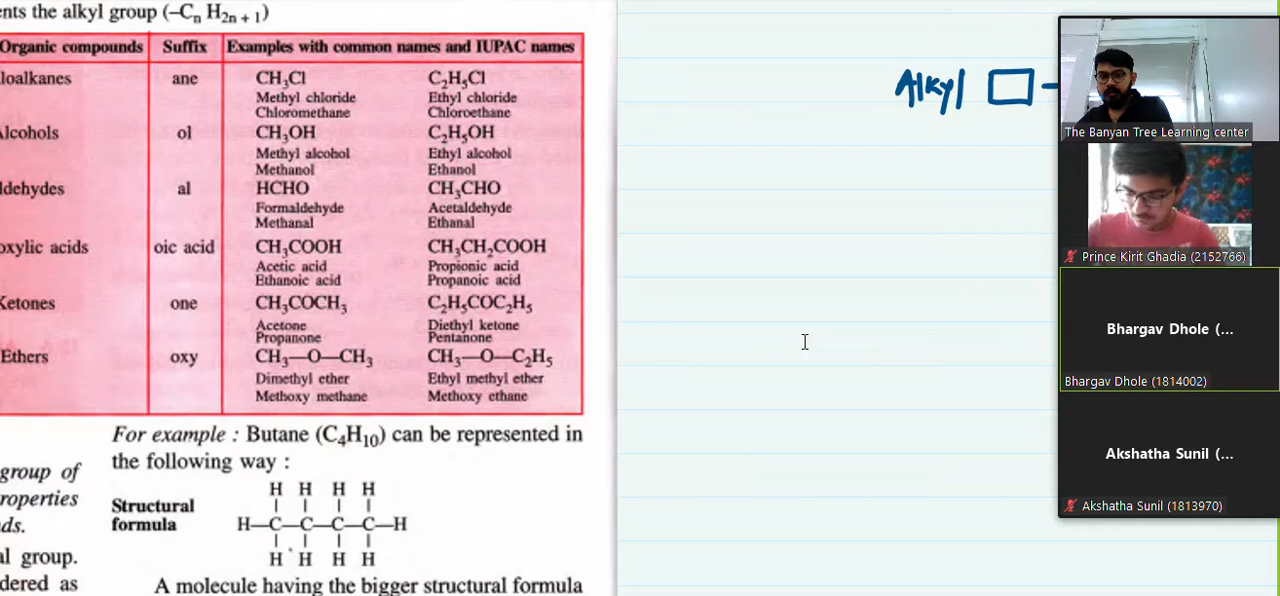 nts the alkyl group (–CₙH₂ₙ₊₁)
Organic compounds Suffix Examples with common names and IUPAC names
loalkanes ane CH₃Cl C₂H₅Cl
Methyl chloride Ethyl chloride
Chloromethane Chloroethane
Alcohols ol CH₃OH C₂H₅OH
Methyl alcohol Ethyl alcohol
Methanol Ethanol
ldehydes al HCHO CH₃CHO
Formaldehyde Acetaldehyde
Methanal Ethanal
oxylic acids oic acid CH₃COOH CH₃CH₂COOH
Acetic acid Propionic acid
Ethanoic acid Propanoic acid
Ketones one CH₃COCH₃ C₂H₅COC₂H₅
Acetone Diethyl ketone
Propanone Pentanone
Ethers oxy CH₃—O—CH₃ CH₃—O—C₂H₅
Dimethyl ether Ethyl methyl ether
Methoxy methane Methoxy ethane
For example : Butane (C₄H₁₀) can be represented in
the following way :
group of
roperties
ds.
al group.
dered as
Structural
formula
H H H H
H—C—C—C—C—H
H H H H
A molecule having the bigger structural formula
Alkyl
The Banyan Tree Learning center
Prince Kirit Ghadia (2152766)
Bhargav Dhole (...
Bhargav Dhole (1814002)
Akshatha Sunil (...
Akshatha Sunil (1813970)